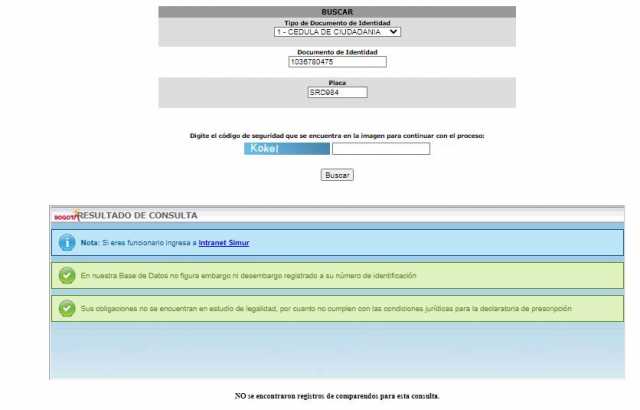 BUSCAR
Tipo de Documento de Identidad
1 - CEDULA DE CIUDADANIA
Documento de Identidad
1036780475
Placa
SRD984
Digite el código de seguridad que se encuentra en la imagen para continuar con el proceso:
Koket
Buscar
BOGOTÁ RESULTADO DE CONSULTA
Nota: Si eres funcionario ingresa a Intranet Simur
En nuestra Base de Datos no figura embargo ni desembargo registrado a su número de identificación
Sus obligaciones no se encuentran en estudio de legalidad, por cuanto no cumplen con las condiciones jurídicas para la declaratoria de prescripción
NO se encontraron registros de comparendos para esta consulta.